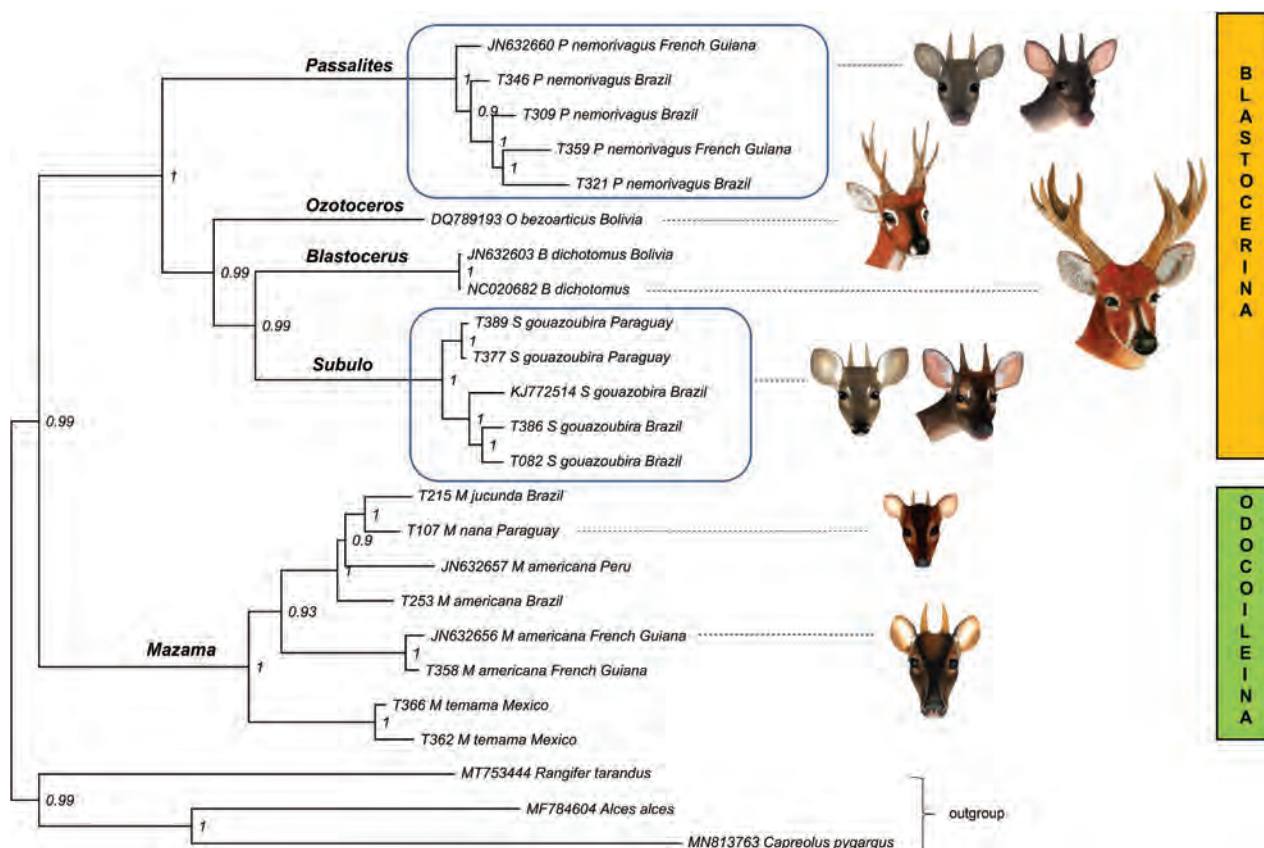 JN632660 P nemorivagus French Guiana
Passalites
1
T346 P nemorivagus Brazil
0.9
T309 P nemorivagus Brazil
1
T359 P nemorivagus French Guiana
1
T321 P nemorivagus Brazil
1
Ozotoceros
DQ789193 O bezoarticus Bolivia
Blastocerus
JN632603 B dichotomus Bolivia
0.99
1
NC020682 B dichotomus
T389 S gouazoubira Paraguay
0.99
1
T377 S gouazoubira Paraguay
Subulo
1
KJ772514 S gouazobira Brazil
1
T386 S gouazoubira Brazil
0.99
1
T082 S gouazoubira Brazil
T215 M jucunda Brazil
1
T107 M nana Paraguay
0.9
JN632657 M americana Peru
1
T253 M americana Brazil
0.93
JN632656 M americana French Guiana
Mazama
1
1
T358 M americana French Guiana
T366 M temama Mexico
1
T362 M temama Mexico
MT753444 Rangifer tarandus
0.99
MF784604 Alces alces
1
MN813763 Capreolus pygargus
outgroup
BLASTOCERINA
ODOCOILEINA